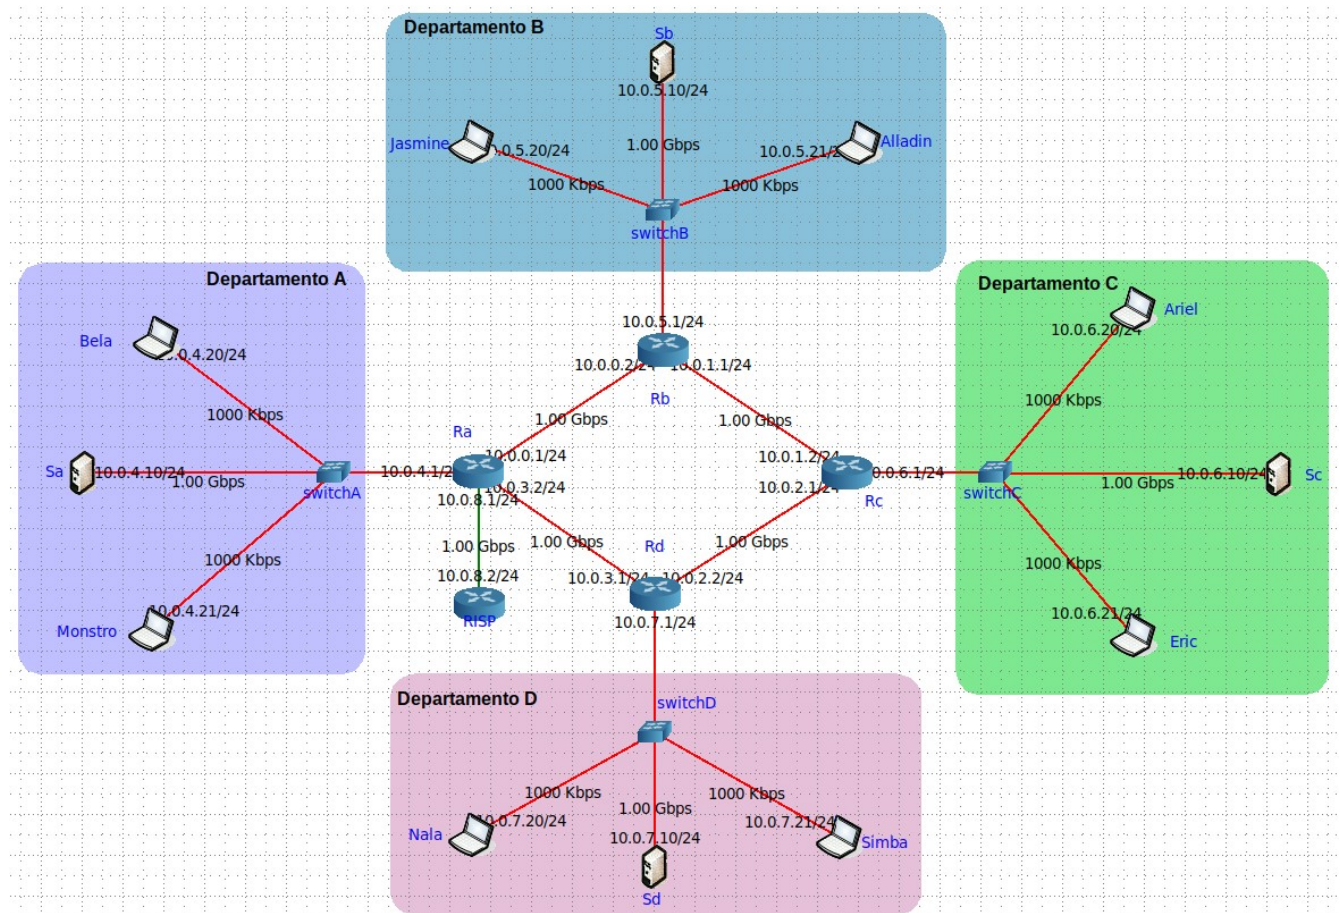 Departamento B
Sb
10.0.5.10/24
Jasmine
.0.5.20/24
1.00 Gbps
10.0.5.21/2
Alladin
1000 Kbps
1000 Kbps
switchB
Departamento A
Departamento C
Bela
.0.4.20/24
1000 Kbps
Sa
10.0.4.10/24
1.00 Gbps
switchA
1000 Kbps
10.0.4.21/24
Monstro
10.0.5.1/24
10.0.0.2/24
10.0.1.1/24
Rb
1.00 Gbps
1.00 Gbps
Ra
10.0.4.1/2
10.0.0.1/24
10.0.3.2/24
10.0.8.1/24
10.0.1.2/24
10.0.2.1/24
0.0.6.1/24
Rc
1.00 Gbps
1.00 Gbps
1.00 Gbps
Rd
10.0.8.2/24
RISP
10.0.3.1/24
10.0.2.2/24
10.0.7.1/24
Ariel
10.0.6.20/24
1000 Kbps
switchC
10.0.6.10/24
1.00 Gbps
Sc
1000 Kbps
10.0.6.21/24
Eric
Departamento D
switchD
1000 Kbps
1.00 Gbps
1000 Kbps
10.0.7.20/24
10.0.7.10/24
10.0.7.21/24
Nala
Simba
Sd